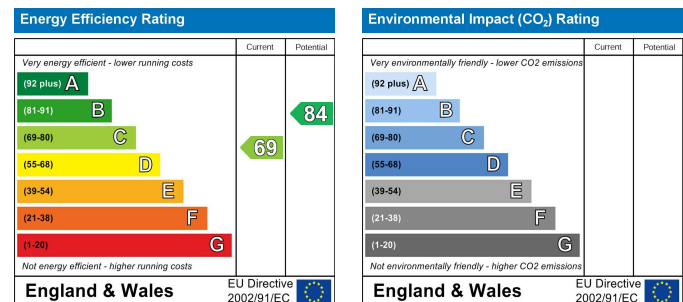 Energy Efficiency Rating
Current Potential
Very energy efficient - lower running costs
(92 plus) A
(81-91) B
84
(69-80) C
69
(55-68) D
(39-54) E
(21-38) F
(1-20) G
Not energy efficient - higher running costs
England & Wales
EU Directive
2002/91/EC
Environmental Impact (CO2) Rating
Current Potential
Very environmentally friendly - lower CO2 emissions
(92 plus) A
(81-91) B
(69-80) C
(55-68) D
(39-54) E
(21-38) F
(1-20) G
Not environmentally friendly - higher CO2 emissions
England & Wales
EU Directive
2002/91/EC